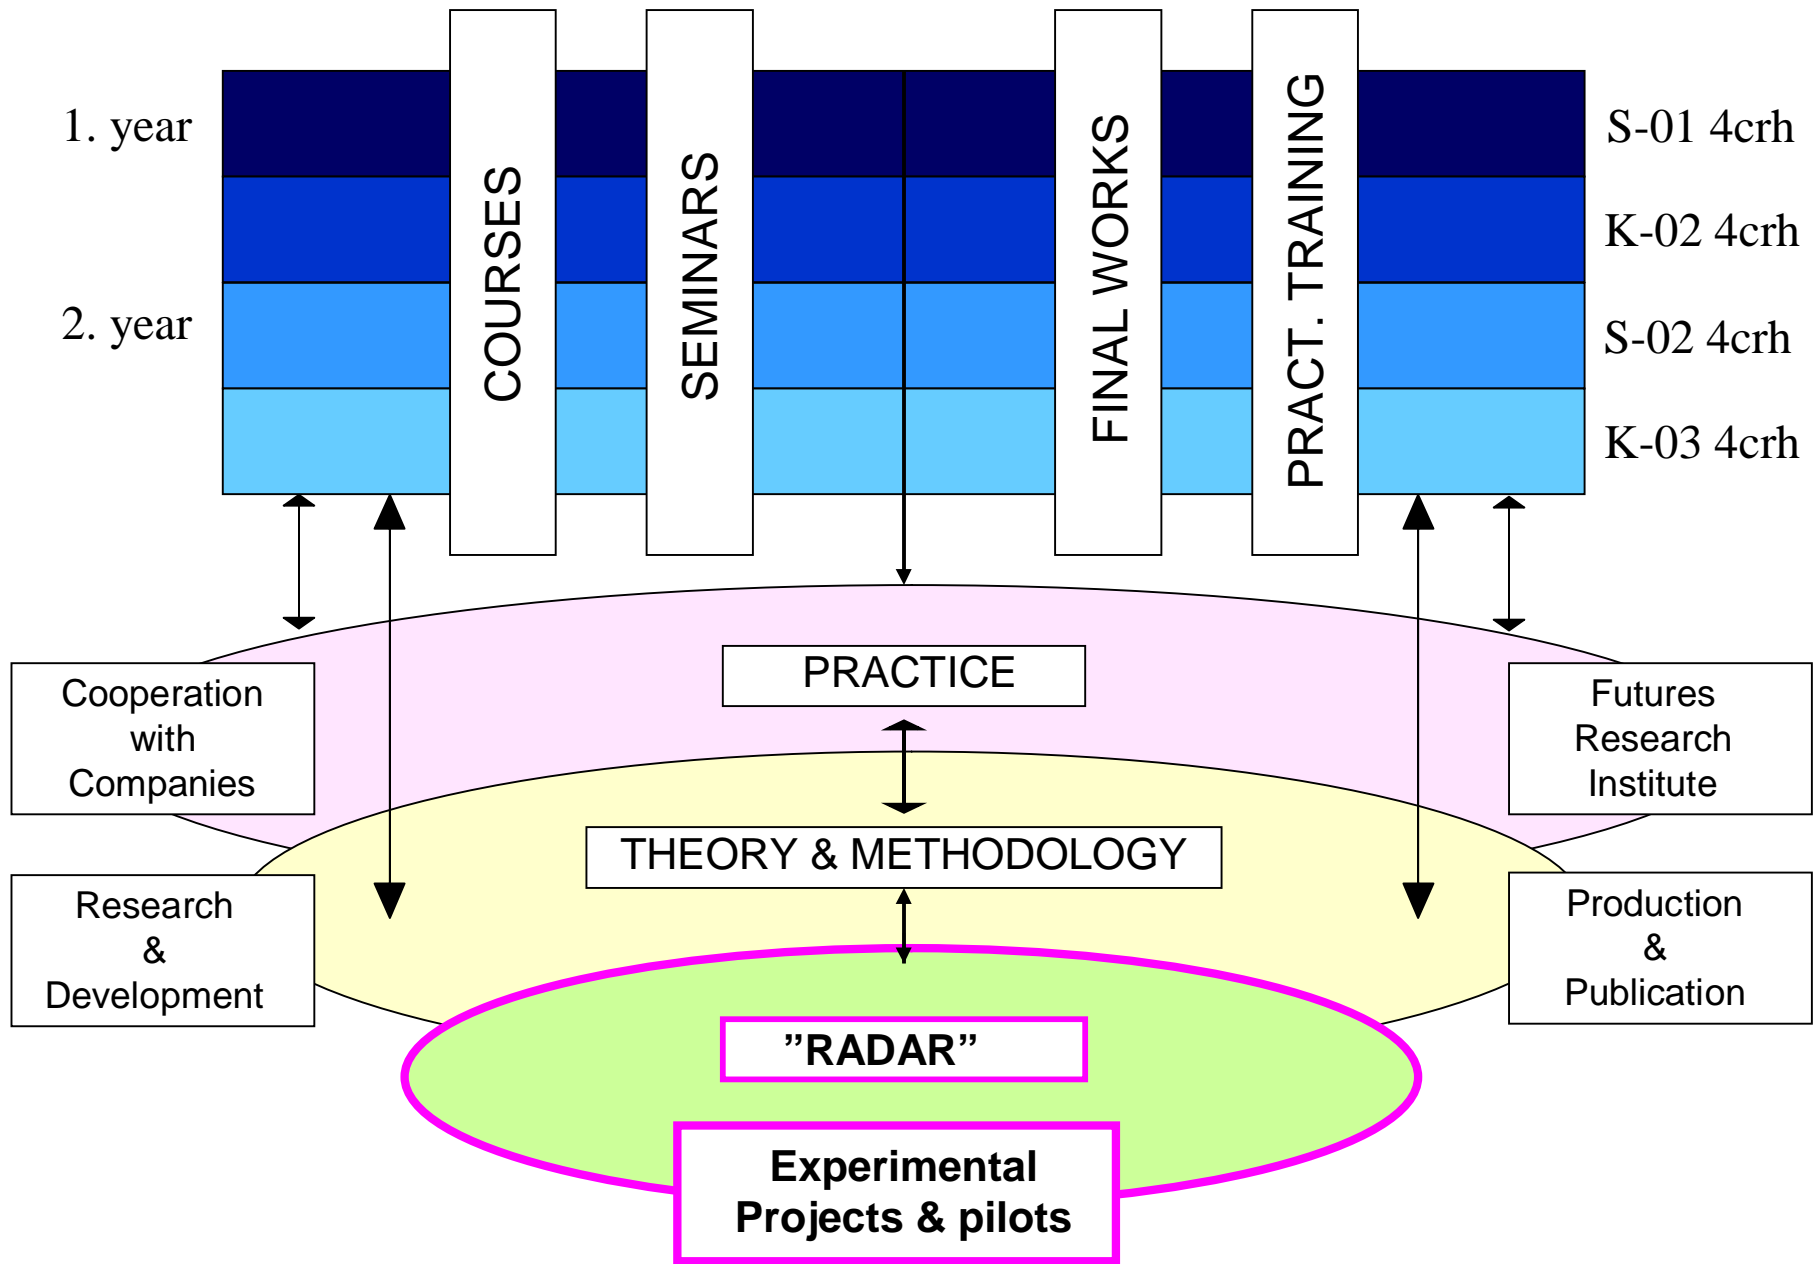 1. year
2. year
COURSES
SEMINARS
FINAL WORKS
PRACT. TRAINING
S-01 4crh
K-02 4crh
S-02 4crh
K-03 4crh
PRACTICE
Cooperation
with
Companies
Futures
Research
Institute
THEORY & METHODOLOGY
Research
&
Development
Production
&
Publication
”RADAR”
Experimental
Projects & pilots